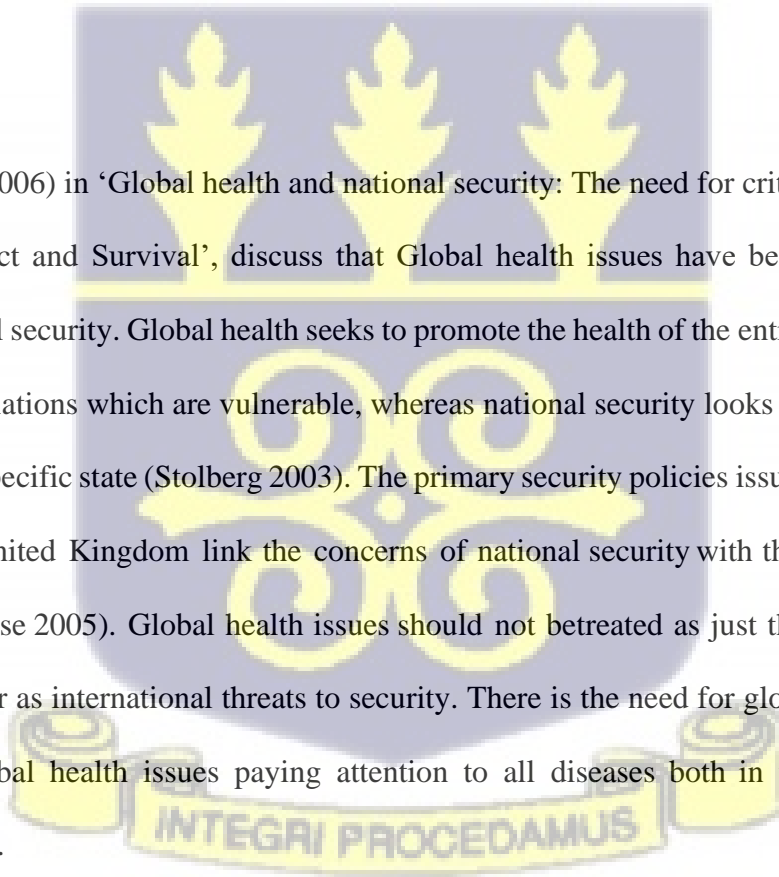 006) in ‘Global health and national security: The need for crit
ct and Survival’, discuss that Global health issues have be
l security. Global health seeks to promote the health of the enti
lations which are vulnerable, whereas national security looks
pecific state (Stolberg 2003). The primary security policies issu
nited Kingdom link the concerns of national security with th
se 2005). Global health issues should not betreated as just th
r as international threats to security. There is the need for glo
bal health issues paying attention to all diseases both in
.
INTEGRI PROCEDAMUS